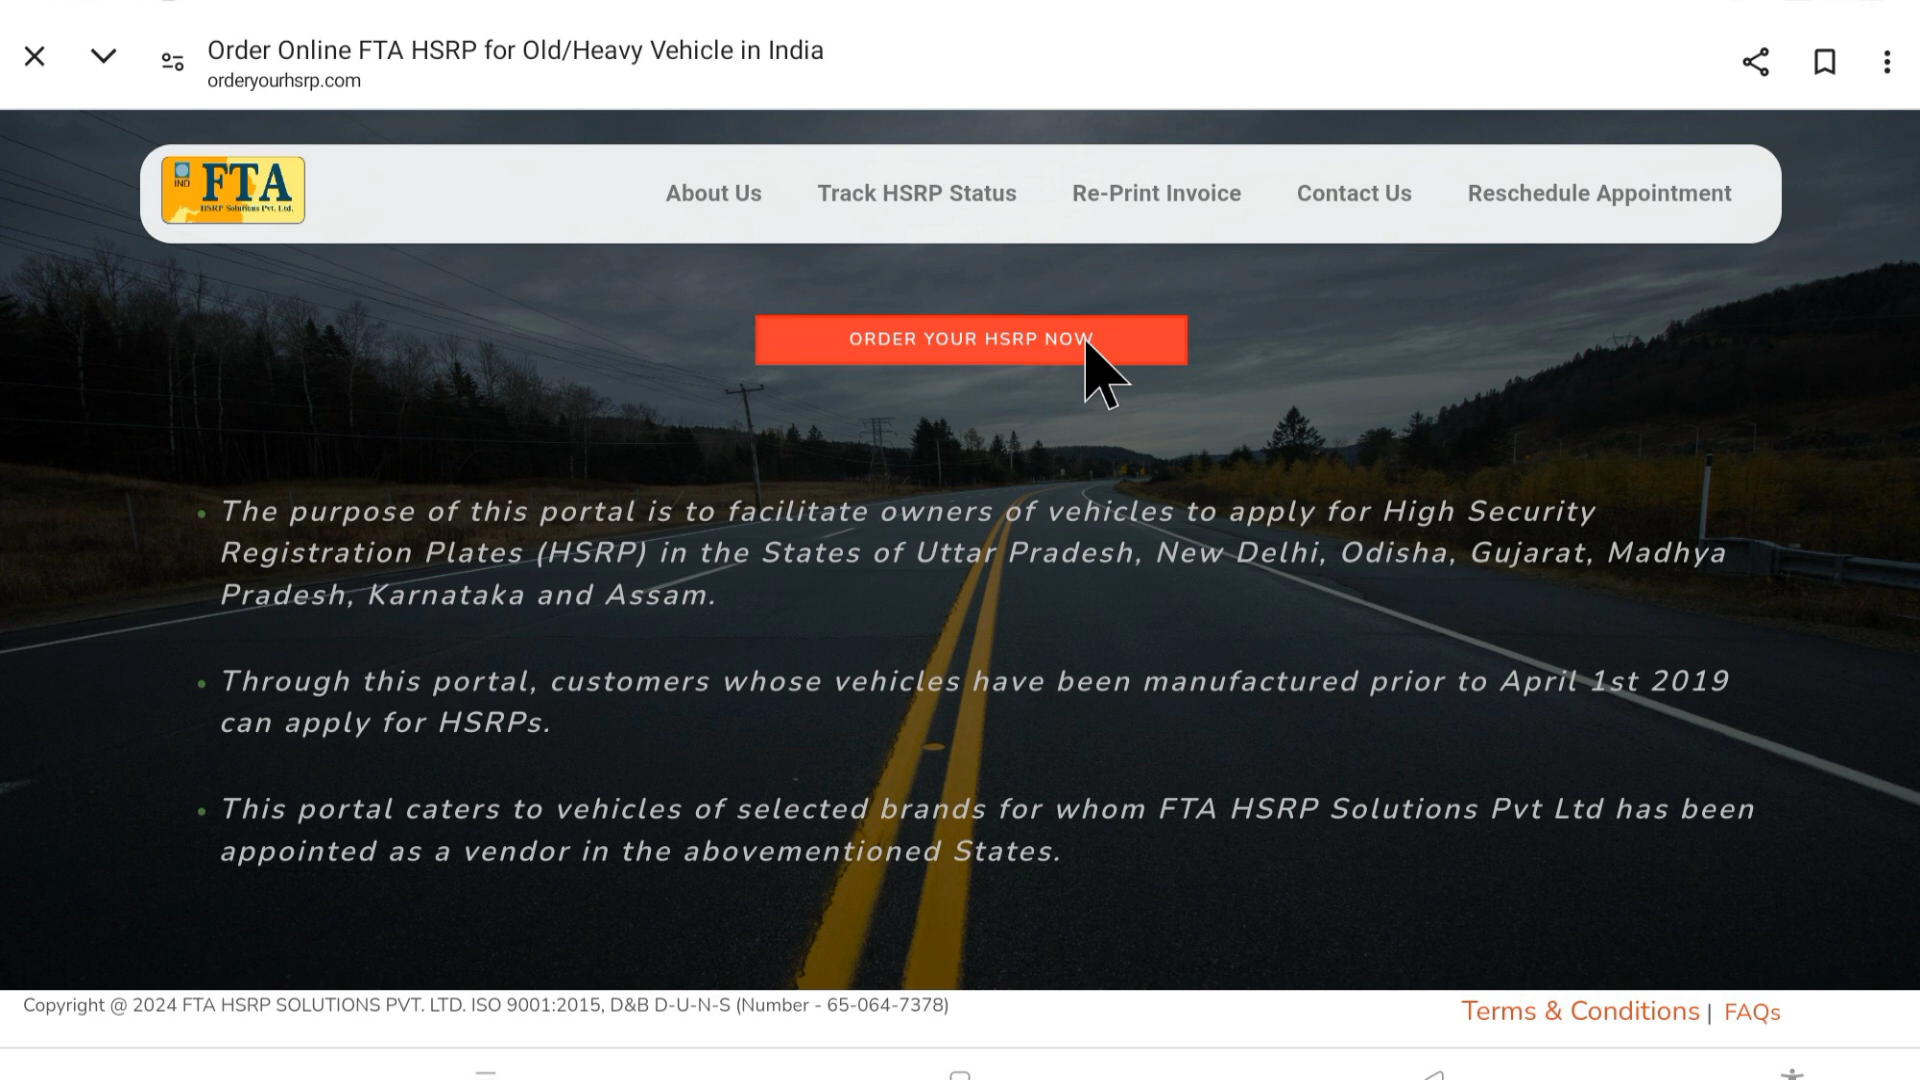 Order Online FTA HSRP for Old/Heavy Vehicle in India
orderyourhsrp.com
IND
FTA
HSRP Solutions Pvt. Ltd.
About Us
Track HSRP Status
Re-Print Invoice
Contact Us
Reschedule Appointment
ORDER YOUR HSRP NOW
The purpose of this portal is to facilitate owners of vehicles to apply for High Security
Registration Plates (HSRP) in the States of Uttar Pradesh, New Delhi, Odisha, Gujarat, Madhya
Pradesh, Karnataka and Assam.
Through this portal, customers whose vehicles have been manufactured prior to April 1st 2019
can apply for HSRPs.
This portal caters to vehicles of selected brands for whom FTA HSRP Solutions Pvt Ltd has been
appointed as a vendor in the abovementioned States.
Copyright @ 2024 FTA HSRP SOLUTIONS PVT. LTD. ISO 9001:2015, D&B D-U-N-S (Number - 65-064-7378)
Terms & Conditions | FAQs